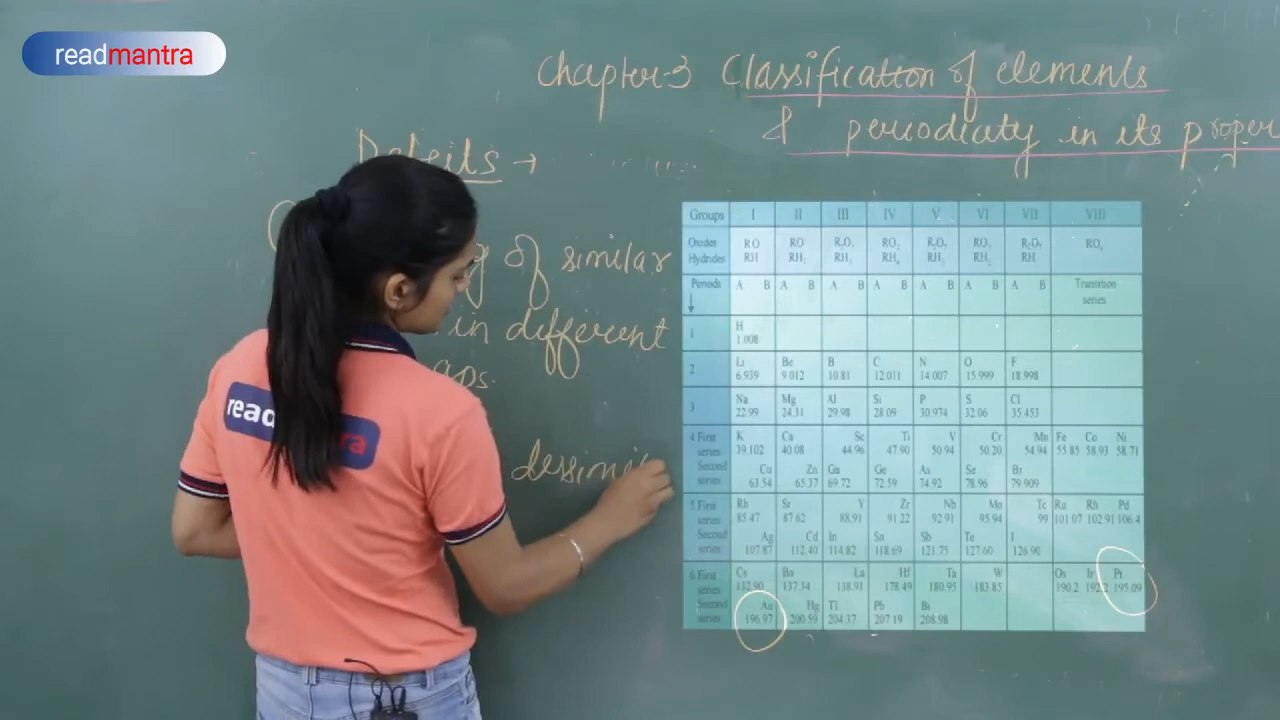 readmantra
Chapter-3 Classification of elements
& periodicity in its proper
Defeits →
of similar
in different
aps.
dessimi
read
ra
Groups I II III IV V VI VII VIII
Oxides RO RO R₂O₃ RO₂ R₂O₅ RO₃ R₂O₇ RO₄
Hydrides RH RH₂ RH₃ RH₄ RH₃ RH₂ RH
Periods A B A B A B A B A B A B A B Transition
↓ series
1 H
1.008
2 Li Be B C N O F
6.939 9.012 10.81 12.011 14.007 15.999 18.998
3 Na Mg Al Si P S Cl
22.99 24.31 29.98 28.09 30.974 32.06 35.453
4 First K Ca Sc Ti V Cr Mn Fe Co Ni
series 39.102 40.08 44.96 47.90 50.94 50.20 54.94 55.85 58.93 58.71
Second Cu Zn Ga Ge As Se Br
series 63.54 65.37 69.72 72.59 74.92 78.96 79.909
5 First Rb Sr Y Zr Nb Mo Tc Ru Rh Pd
series 85.47 87.62 88.91 91.22 92.91 95.94 99 101.07 102.91 106.4
Second Ag Cd In Sn Sb Te I
series 107.87 112.40 114.82 118.69 121.75 127.60 126.90
6 First Cs Ba La Hf Ta W Os Ir Pt
series 132.90 137.34 138.91 178.49 180.95 183.85 190.2 192.2 195.09
Second Au Hg Tl Pb Bi
series 196.97 200.59 204.37 207.19 208.98